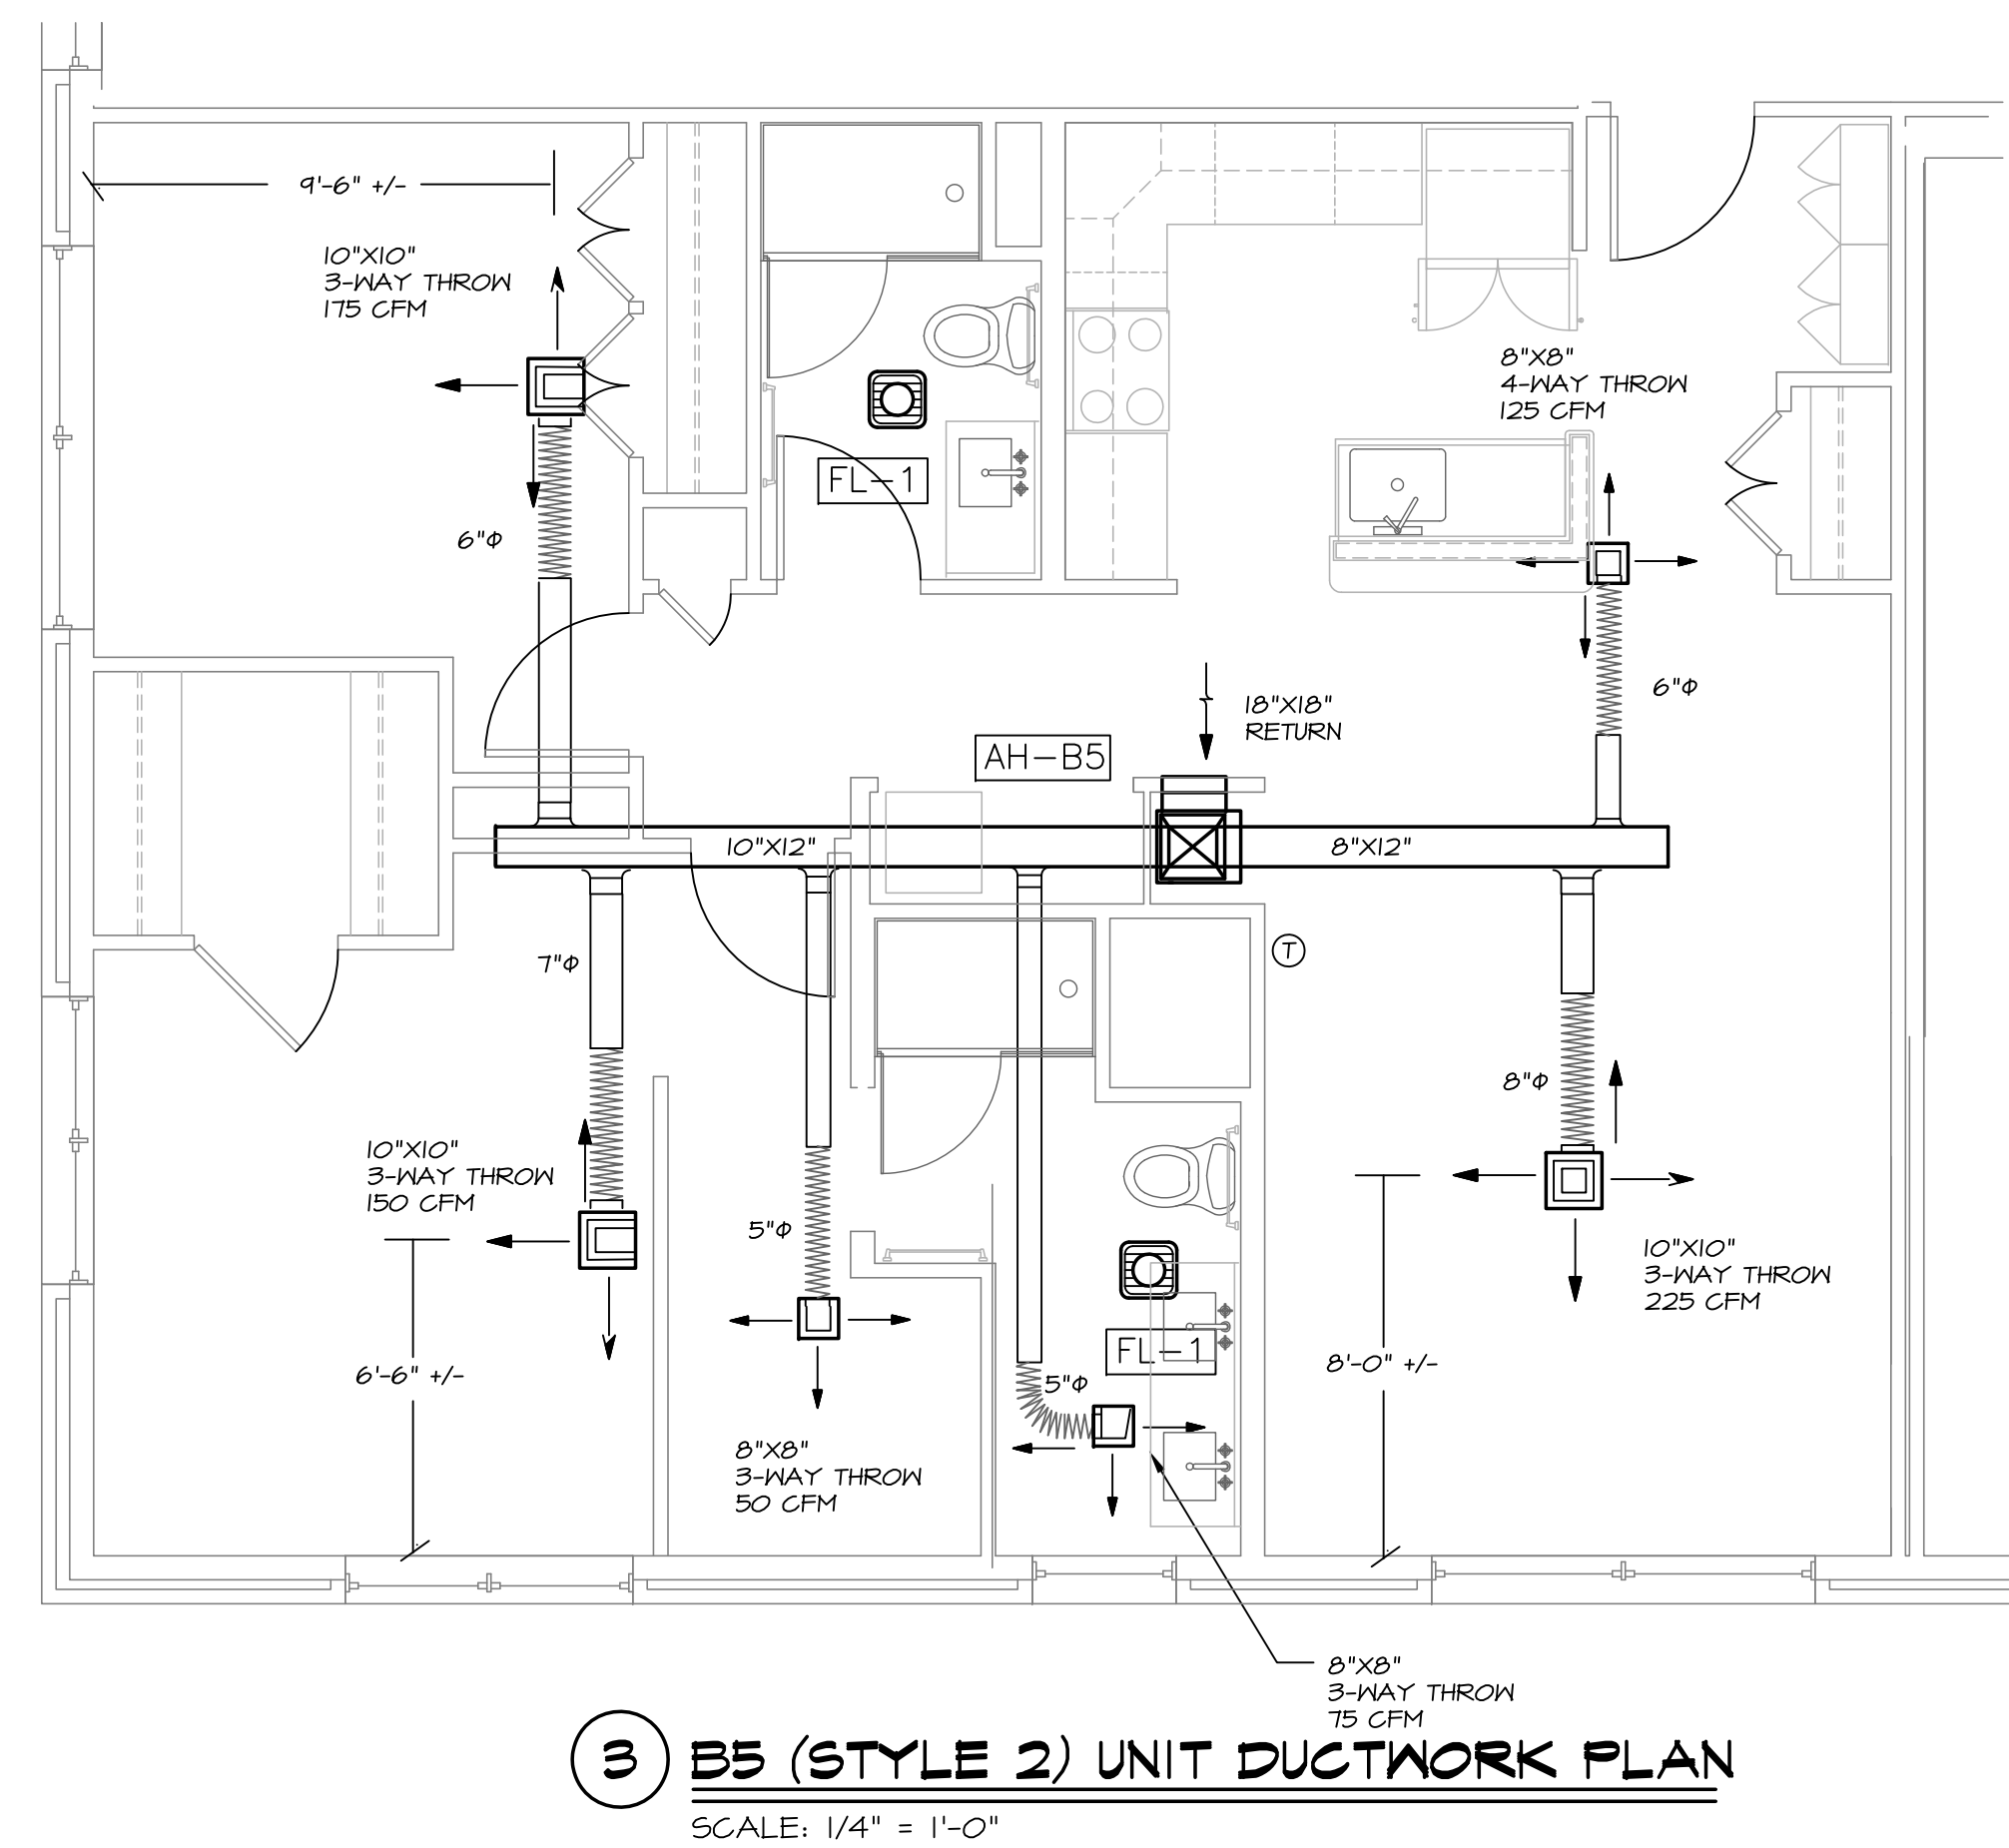 9'-6" +/-
10"X10"
3-WAY THROW
175 CFM
6"Φ
FL-1
8"X8"
4-WAY THROW
125 CFM
6"Φ
18"X18"
RETURN
AH-B5
10"X12"
8"X12"
7"Φ
T
8"Φ
10"X10"
3-WAY THROW
150 CFM
5"Φ
10"X10"
3-WAY THROW
225 CFM
6'-6" +/-
FL-1
8'-0" +/-
5"Φ
8"X8"
3-WAY THROW
50 CFM
8"X8"
3-WAY THROW
75 CFM
3 B5 (STYLE 2) UNIT DUCTWORK PLAN
SCALE: 1/4" = 1'-0"